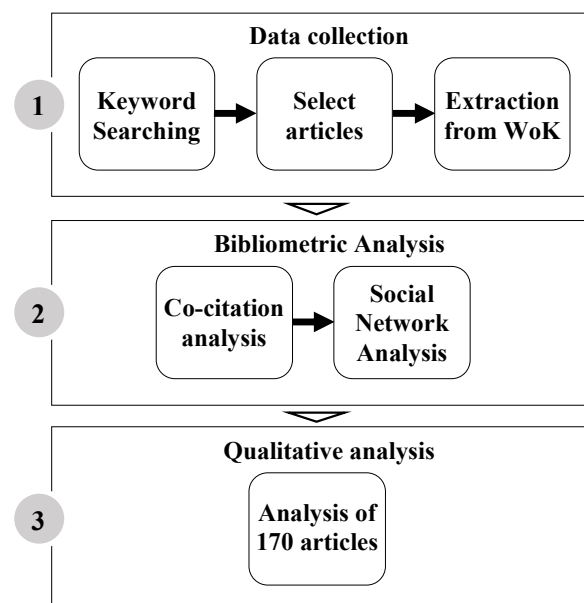 Data collection
1
Keyword
Searching
Select
articles
Extraction
from WoK
Bibliometric Analysis
2
Co-citation
analysis
Social
Network
Analysis
Qualitative analysis
3
Analysis of
170 articles